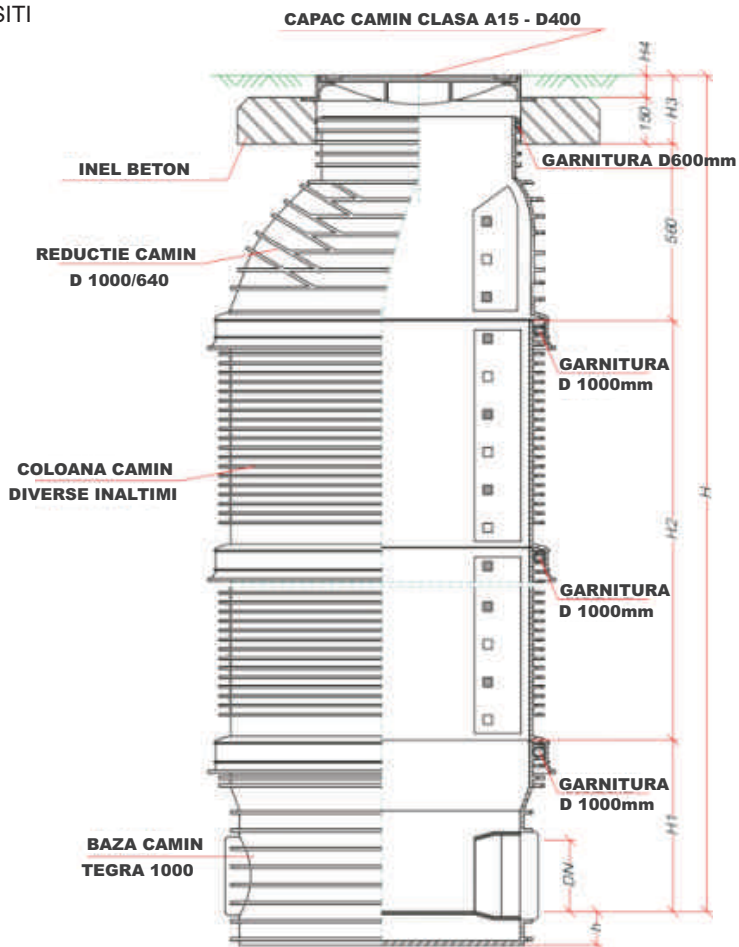 SITI
CAPAC CAMIN CLASA A15 - D400
H4
H3
150
INEL BETON
GARNITURA D600mm
REDUCTIE CAMIN
D 1000/640
560
GARNITURA
D 1000mm
COLOANA CAMIN
DIVERSE INALTIMI
H
H2
GARNITURA
D 1000mm
GARNITURA
D 1000mm
H1
BAZA CAMIN
TEGRA 1000
DN
h